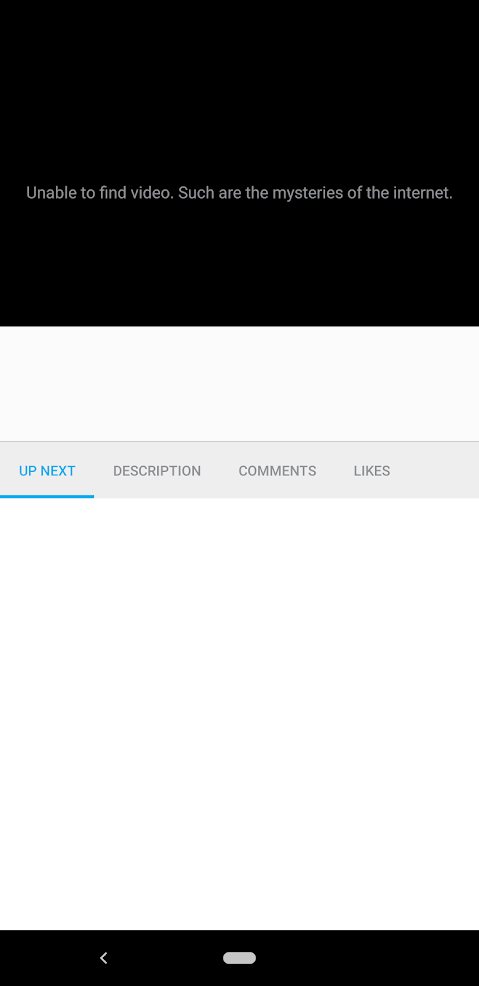 Unable to find video. Such are the mysteries of the internet.
UP NEXT DESCRIPTION COMMENTS LIKES